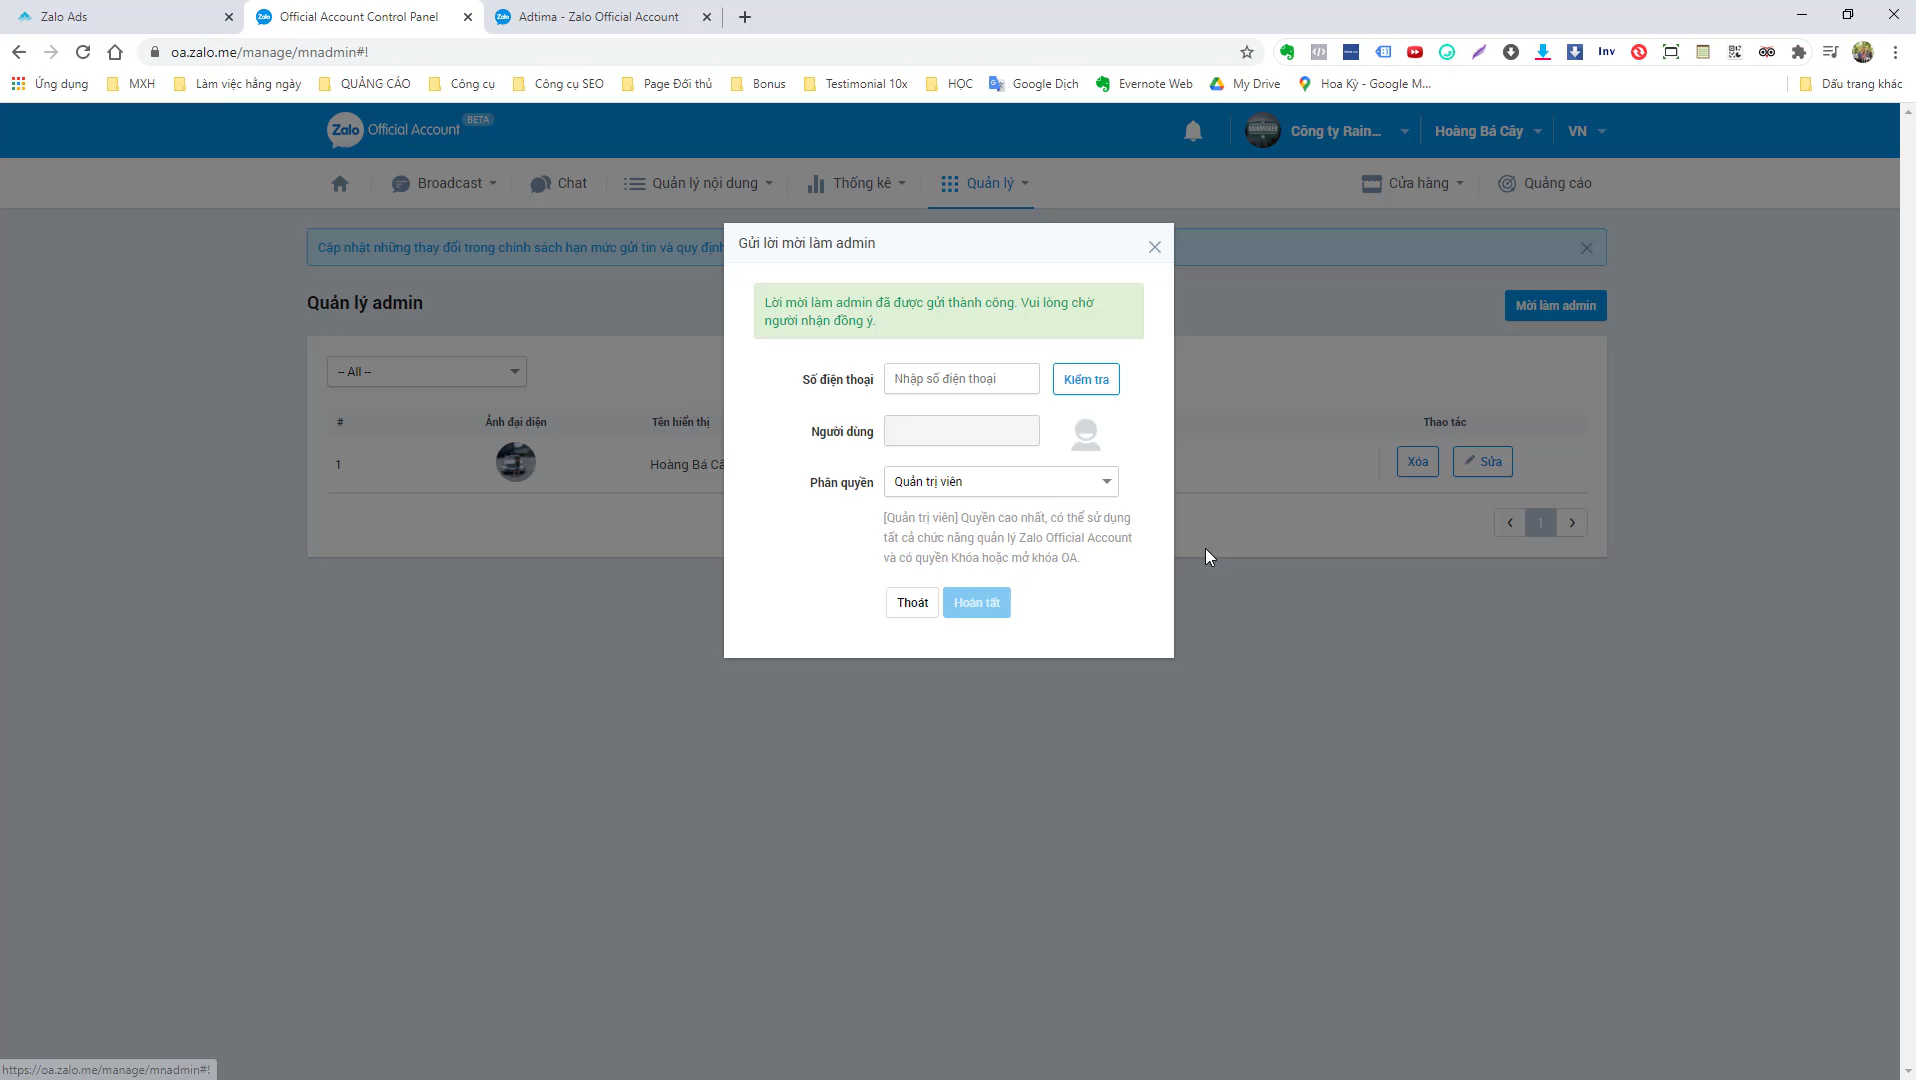 Zalo Ads
Official Account Control Panel
Adtima - Zalo Official Account
oa.zalo.me/manage/mnadmin#!
Inv
Ứng dụng
MXH
Làm việc hằng ngày
QUẢNG CÁO
Công cụ
Công cụ SEO
Page Đối thủ
Bonus
Testimonial 10x
HỌC
Google Dịch
Evernote Web
My Drive
Hoa Kỳ - Google M...
Dấu trang khác
Zalo Official Account BETA
Công ty Rain...
Hoàng Bá Cây
VN
Broadcast
Chat
Quản lý nội dung
Thống kê
Quản lý
Cửa hàng
Quảng cáo
Cập nhật những thay đổi trong chính sách hạn mức gửi tin và quy định
Quản lý admin
Mời làm admin
-- All --
# Ảnh đại diện Tên hiển thị Thao tác
1 Hoàng Bá Câ Xóa Sửa
1
Gửi lời mời làm admin
Lời mời làm admin đã được gửi thành công. Vui lòng chờ
người nhận đồng ý.
Số điện thoại Nhập số điện thoại Kiểm tra
Người dùng
Phân quyền Quản trị viên
[Quản trị viên] Quyền cao nhất, có thể sử dụng
tất cả chức năng quản lý Zalo Official Account
và có quyền Khóa hoặc mở khóa OA.
Thoát Hoàn tất
https://oa.zalo.me/manage/mnadmin#!